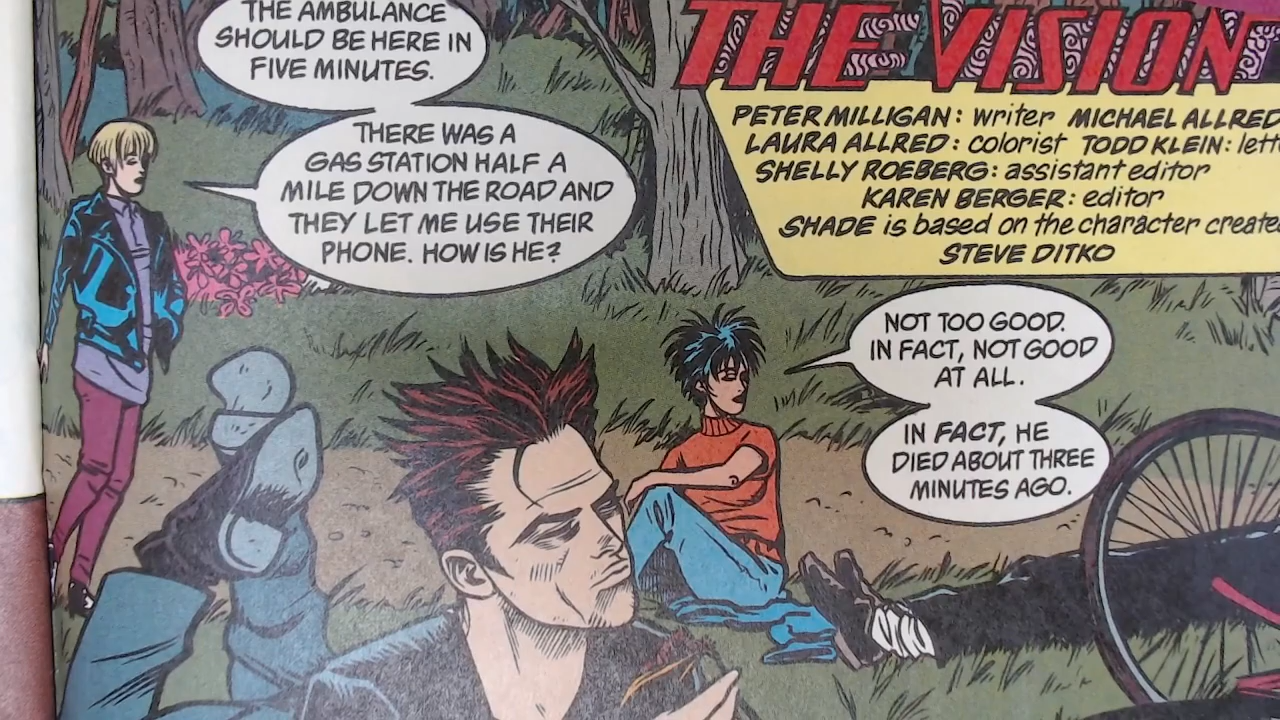 THE AMBULANCE
SHOULD BE HERE IN
FIVE MINUTES.
THERE WAS A
GAS STATION HALF A
MILE DOWN THE ROAD AND
THEY LET ME USE THEIR
PHONE. HOW IS HE?
THE VISION
PETER MILLIGAN: writer MICHAEL ALLRED
LAURA ALLRED: colorist TODD KLEIN: lett
SHELLY ROEBERG: assistant editor
KAREN BERGER: editor
SHADE is based on the character create
STEVE DITKO
NOT TOO GOOD.
IN FACT, NOT GOOD
AT ALL.
IN FACT, HE
DIED ABOUT THREE
MINUTES AGO.